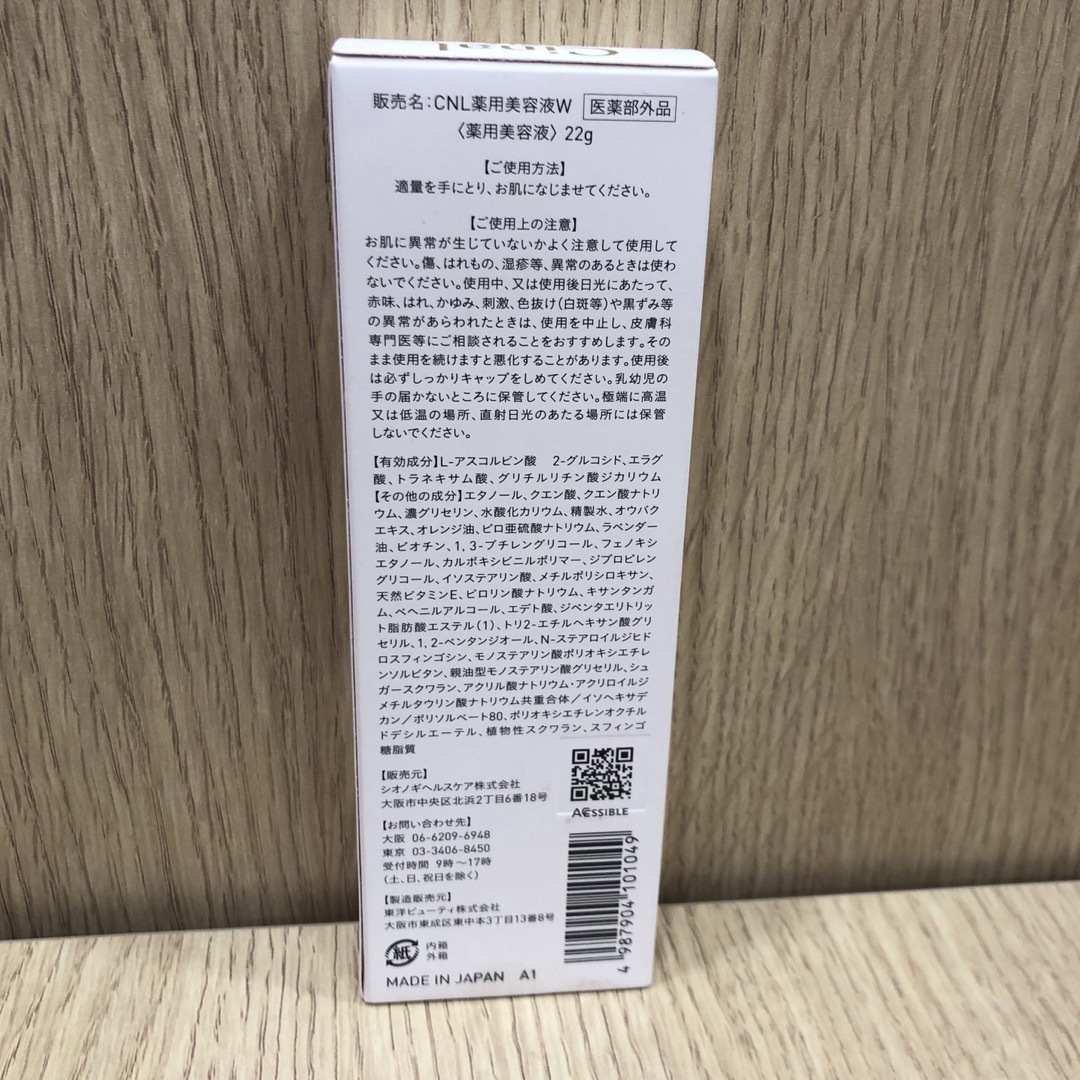 Cinal
販売名:CNL薬用美容液W 医薬部外品
〈薬用美容液〉22g
【ご使用方法】
適量を手にとり、お肌になじませてください。
【ご使用上の注意】
お肌に異常が生じていないかよく注意して使用して
ください。傷、はれもの、湿疹等、異常のあるときは使わ
ないでください。使用中、又は使用後日光にあたって、
赤味、はれ、かゆみ、刺激、色抜け(白斑等)や黒ずみ等
の異常があらわれたときは、使用を中止し、皮膚科
専門医等にご相談されることをおすすめします。その
まま使用を続けますと悪化することがあります。使用後
は必ずしっかりキャップをしめてください。乳幼児の
手の届かないところに保管してください。極端に高温
又は低温の場所、直射日光のあたる場所には保管
しないでください。
【有効成分】L-アスコルビン酸 2-グルコシド、エラグ
酸、トラネキサム酸、グリチルリチン酸ジカリウム
【その他の成分】エタノール、クエン酸、クエン酸ナトリ
ウム、濃グリセリン、水酸化カリウム、精製水、オウバク
エキス、オレンジ油、ピロ亜硫酸ナトリウム、ラベンダー
油、ビオチン、1,3-ブチレングリコール、フェノキシ
エタノール、カルボキシビニルポリマー、ジプロピレン
グリコール、イソステアリン酸、メチルポリシロキサン、
天然ビタミンE、ピロリン酸ナトリウム、キサンタンガ
ム、ベヘニルアルコール、エデト酸、ジペンタエリトリッ
ト脂肪酸エステル(1)、トリ2-エチルヘキサン酸グリ
セリル、1,2-ペンタンジオール、N-ステアロイルジヒド
ロスフィンゴシン、モノステアリン酸ポリオキシエチレ
ンソルビタン、親油型モノステアリン酸グリセリル、シュ
ガースクワラン、アクリル酸ナトリウム・アクリロイルジ
メチルタウリン酸ナトリウム共重合体/イソヘキサデ
カン/ポリソルベート80、ポリオキシエチレンオクチル
ドデシルエーテル、植物性スクワラン、スフィンゴ
糖脂質
【販売元】
シオノギヘルスケア株式会社
大阪市中央区北浜2丁目6番18号
ACCESSIBLE
【お問い合わせ先】
大阪 06-6209-6948
東京 03-3406-8450
受付時間 9時〜17時
(土、日、祝日を除く)
【製造販売元】
東洋ビューティ株式会社
大阪市東成区東中本3丁目13番8号
紙 内箱
外箱
MADE IN JAPAN A1
4 987904 101049